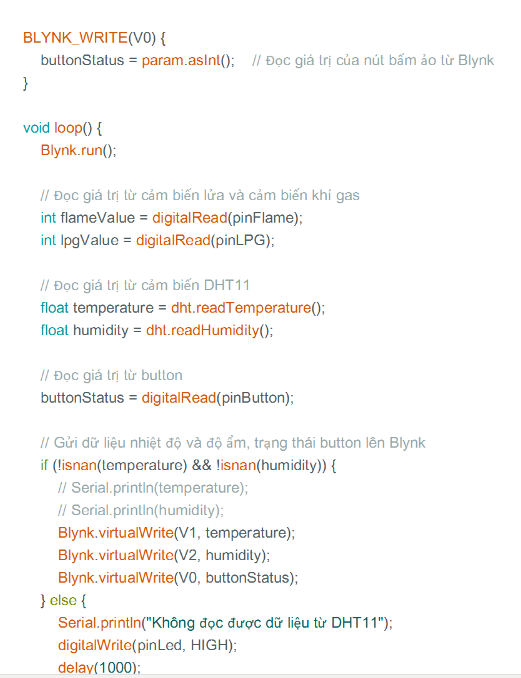 BLYNK_WRITE(V0) {
buttonStatus = param.asInt(); // Đọc giá trị của nút bấm ảo từ Blynk
}
void loop() {
Blynk.run();
// Đọc giá trị từ cảm biến lửa và cảm biến khí gas
int flameValue = digitalRead(pinFlame);
int lpgValue = digitalRead(pinLPG);
// Đọc giá trị từ cảm biến DHT11
float temperature = dht.readTemperature();
float humidity = dht.readHumidity();
// Đọc giá trị từ button
buttonStatus = digitalRead(pinButton);
// Gửi dữ liệu nhiệt độ và độ ẩm, trạng thái button lên Blynk
if (!isnan(temperature) && !isnan(humidity)) {
// Serial.println(temperature);
// Serial.println(humidity);
Blynk.virtualWrite(V1, temperature);
Blynk.virtualWrite(V2, humidity);
Blynk.virtualWrite(V0, buttonStatus);
} else {
Serial.println("Không đọc được dữ liệu từ DHT11");
digitalWrite(pinLed, HIGH);
delay(1000);